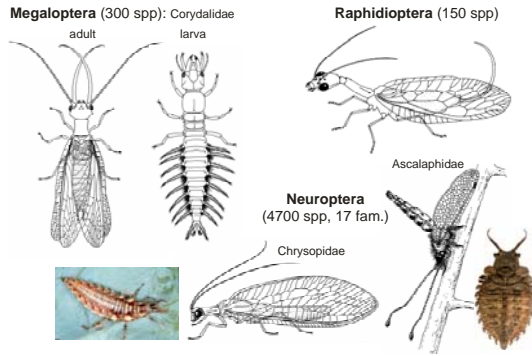 Megaloptera (300 spp): Corydalidae
adult
larva
Raphidioptera (150 spp)
Ascalaphidae
Neuroptera
(4700 spp, 17 fam.)
Chrysopidae